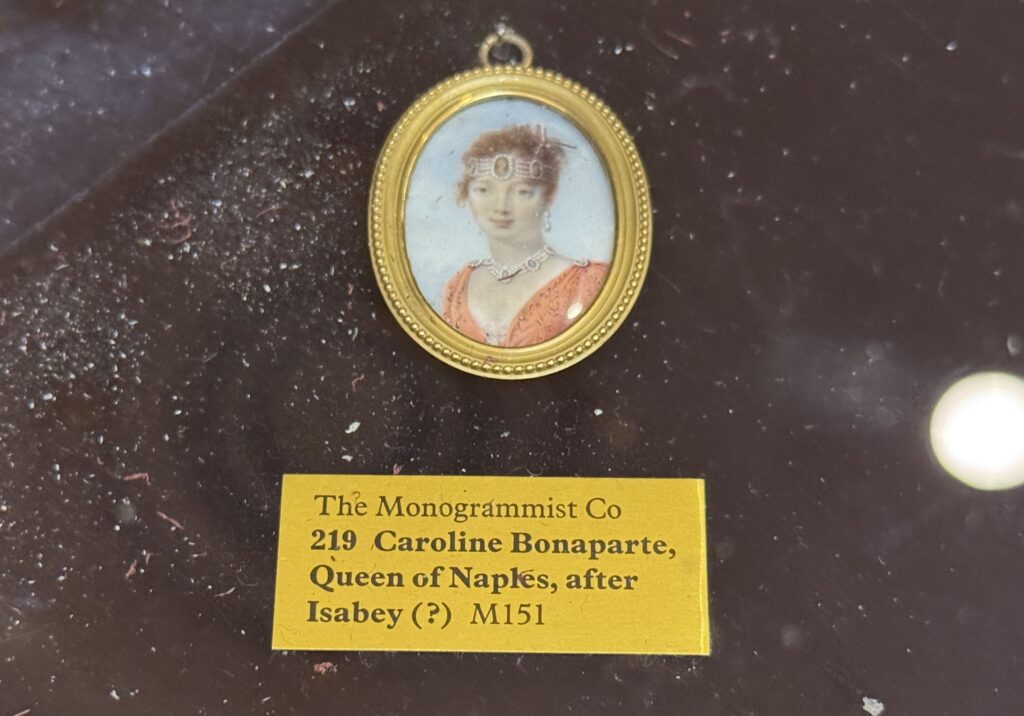 The Monogrammist Co
219 Caroline Bonaparte,
Queen of Naples, after
Isabey (?) M151